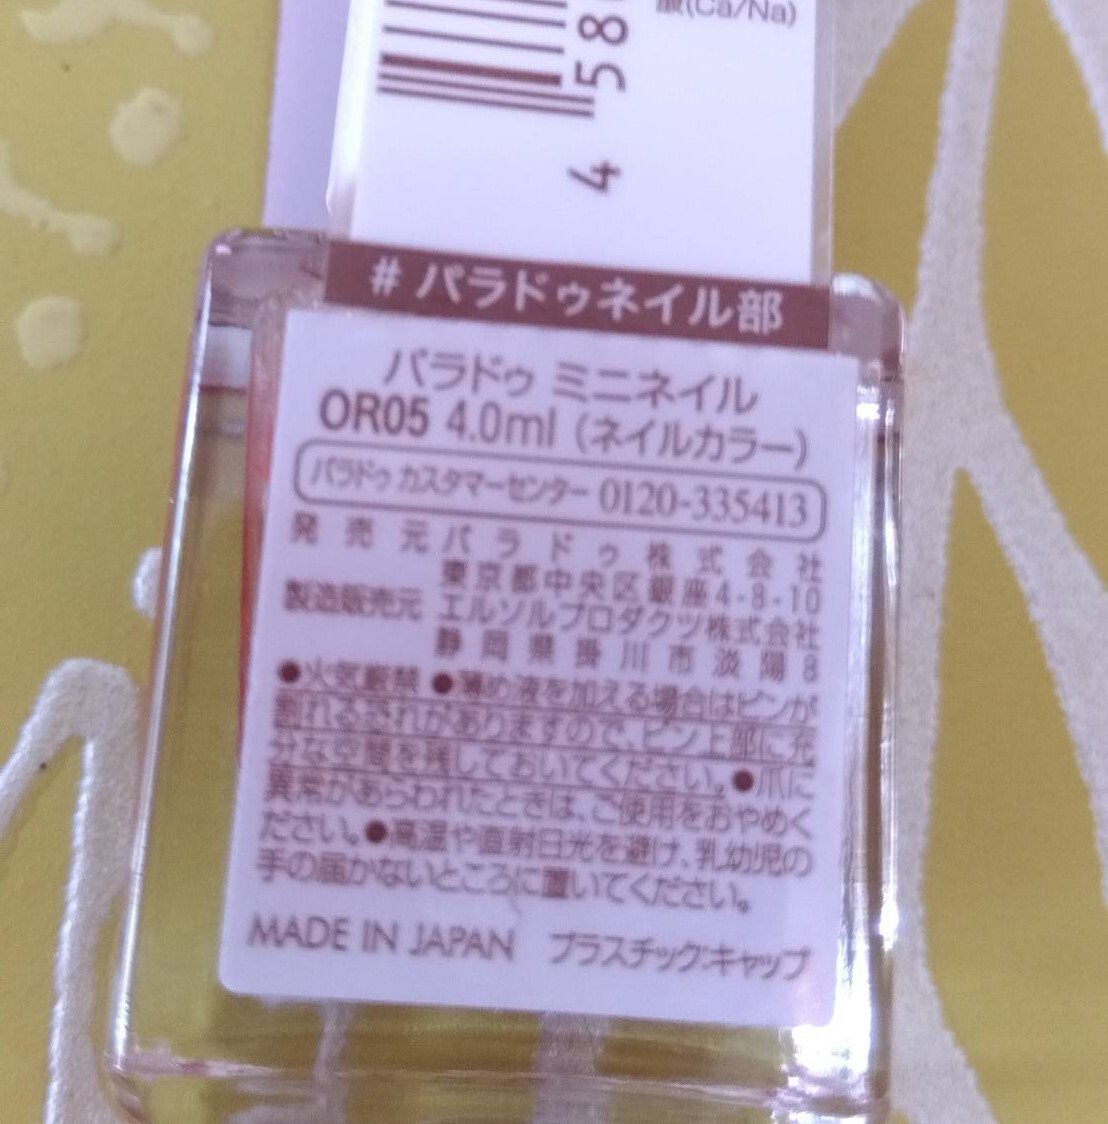 酸(Ca/Na)
4 58
# パラドゥネイル部
パラドゥ ミニネイル
OR05 4.0ml (ネイルカラー)
パラドゥ カスタマーセンター 0120-335413
発売元 パラドゥ株式会社
東京都中央区銀座4-8-10
製造販売元 エルソルプロダクツ株式会社
静岡県掛川市淡陽8
●火気厳禁 ●薄め液を加える場合はビンが
割れる恐れがありますので、ビン上部に充
分な空間を残しておいてください。●爪に
異常があらわれたときは、ご使用をおやめく
ださい。●高温や直射日光を避け、乳幼児の
手の届かないところに置いてください。
MADE IN JAPAN プラスチック:キャップ